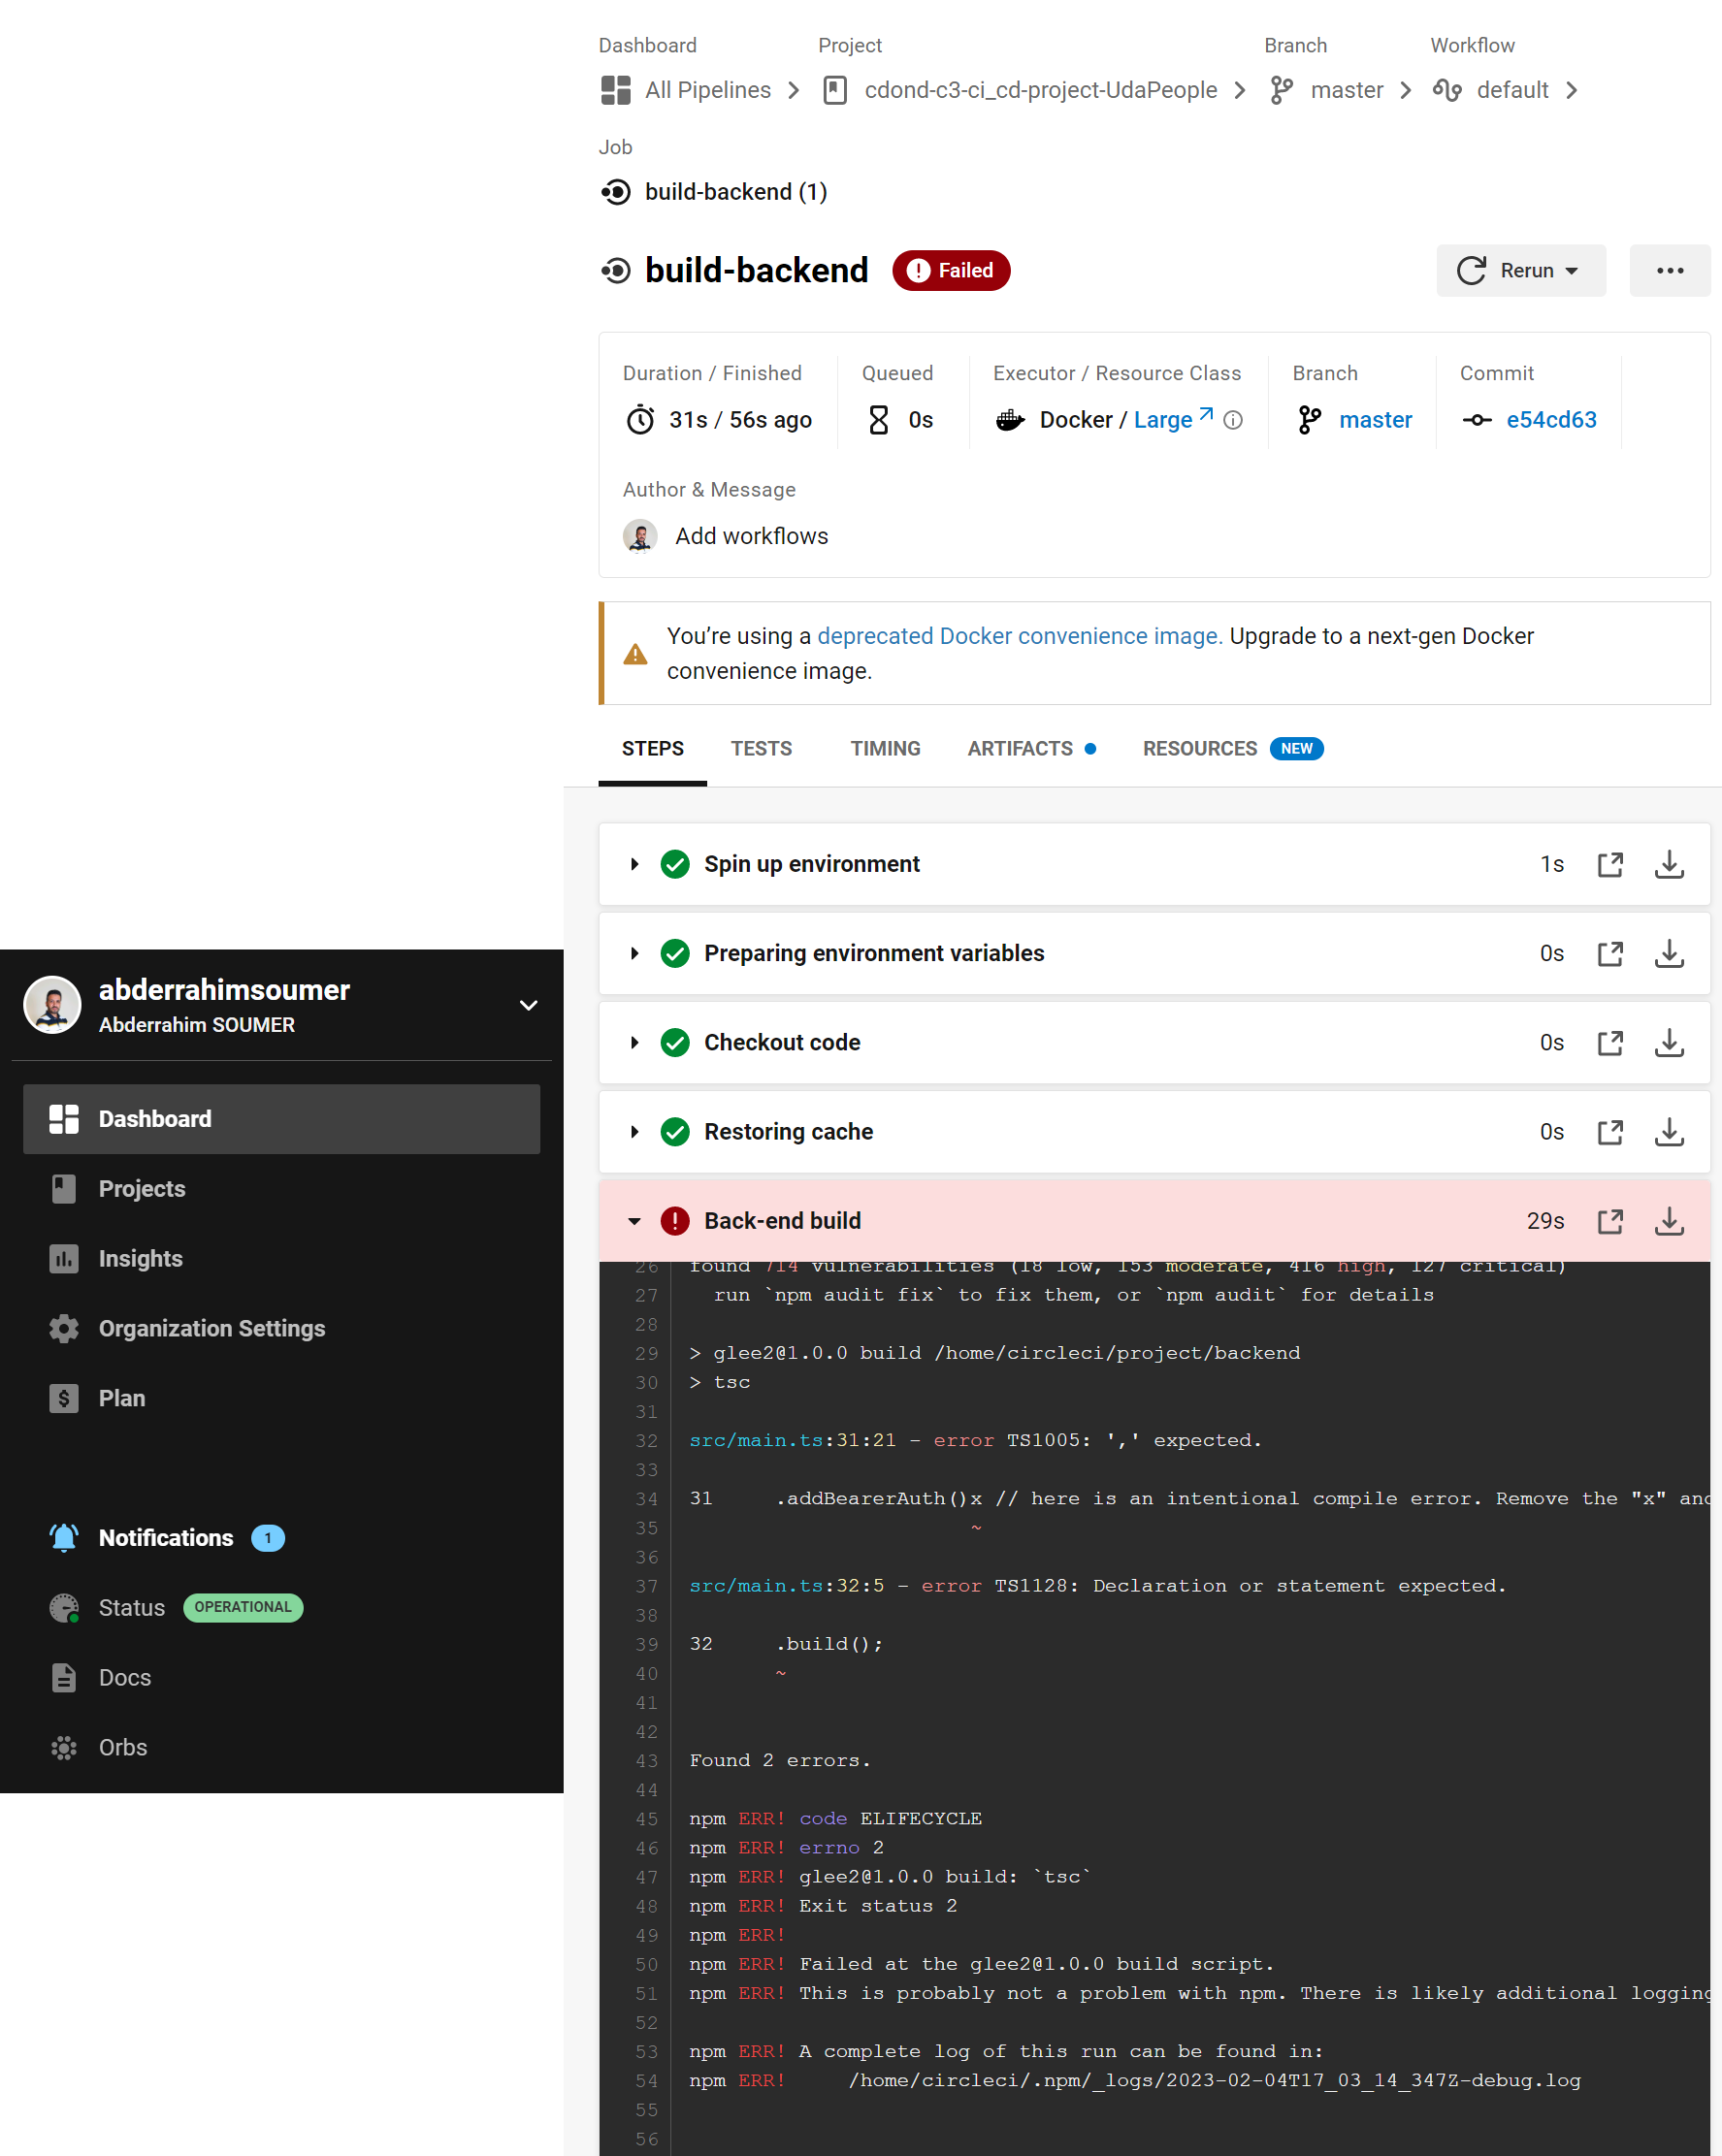 Dashboard
All Pipelines
Project
cdond-c3-ci_cd-project-UdaPeople
Branch
master
Workflow
default
Job
build-backend (1)
build-backend
Failed
Rerun
Duration / Finished
31s / 56s ago
Queued
0s
Executor / Resource Class
Docker / Large
Branch
master
Commit
e54cd63
Author & Message
Add workflows
You’re using a deprecated Docker convenience image. Upgrade to a next-gen Docker
convenience image.
STEPS TESTS TIMING ARTIFACTS RESOURCES NEW
Spin up environment 1s
Preparing environment variables 0s
Checkout code 0s
Restoring cache 0s
Back-end build 29s
26 found 714 vulnerabilities (18 low, 153 moderate, 416 high, 127 critical)
27 run `npm audit fix` to fix them, or `npm audit` for details
28
29 > glee2@1.0.0 build /home/circleci/project/backend
30 > tsc
31
32 src/main.ts:31:21 - error TS1005: ',' expected.
33
34 31 .addBearerAuth()x // here is an intentional compile error. Remove the "x" and
35 ~
36
37 src/main.ts:32:5 - error TS1128: Declaration or statement expected.
38
39 32 .build();
40 ~
41
42
43 Found 2 errors.
44
45 npm ERR! code ELIFECYCLE
46 npm ERR! errno 2
47 npm ERR! glee2@1.0.0 build: `tsc`
48 npm ERR! Exit status 2
49 npm ERR!
50 npm ERR! Failed at the glee2@1.0.0 build script.
51 npm ERR! This is probably not a problem with npm. There is likely additional logging
52
53 npm ERR! A complete log of this run can be found in:
54 npm ERR! /home/circleci/.npm/_logs/2023-02-04T17_03_14_347Z-debug.log
55
56
abderrahimsoumer
Abderrahim SOUMER
Dashboard
Projects
Insights
Organization Settings
Plan
Notifications 1
Status OPERATIONAL
Docs
Orbs